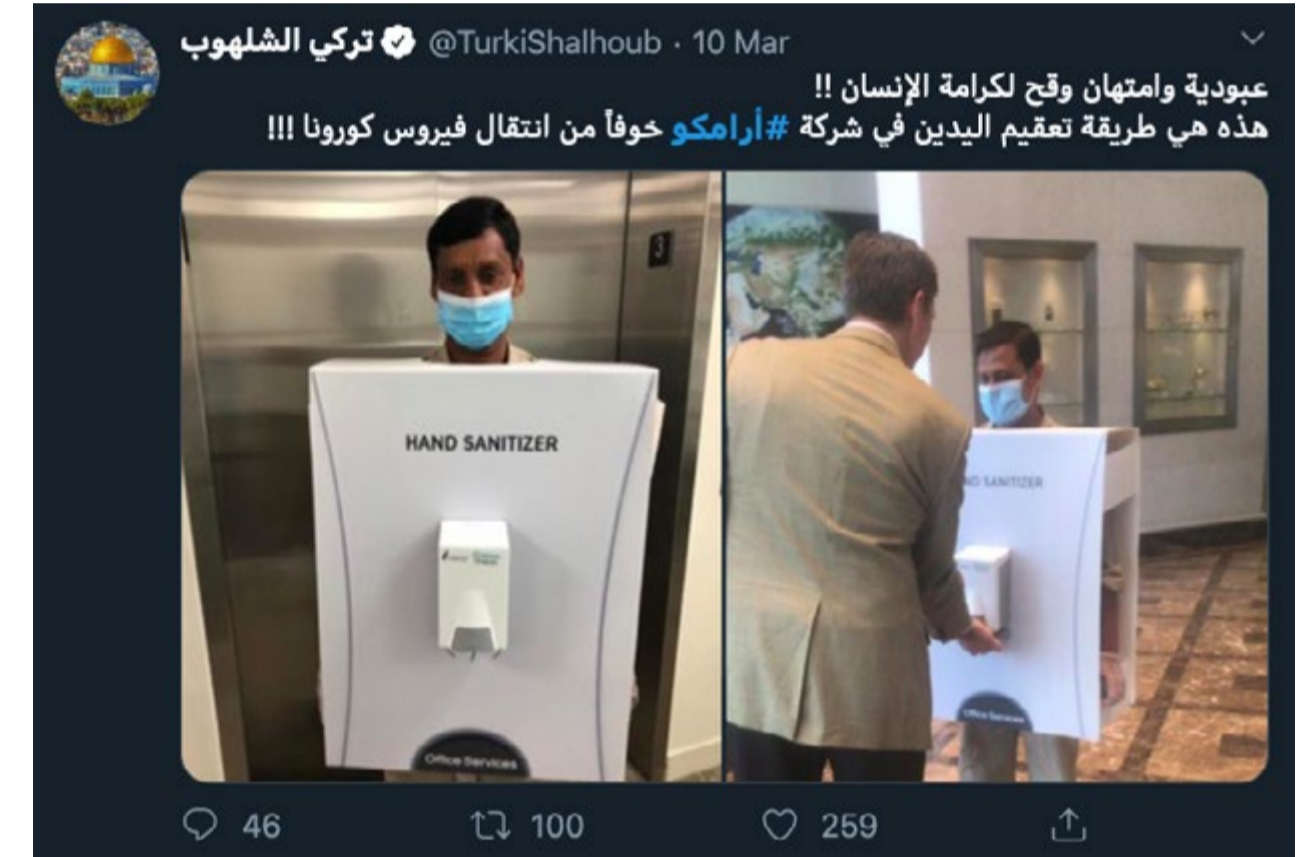 تركي الشلهوب @TurkiShalhoub · 10 Mar
عبودية وامتهان وقح لكرامة الإنسان !!
هذه هي طريقة تعقيم اليدين في شركة #أرامكو خوفاً من انتقال فيروس كورونا !!!
3
HAND SANITIZER
Office Services
ND SANITIZER
Office Services
46 100 259